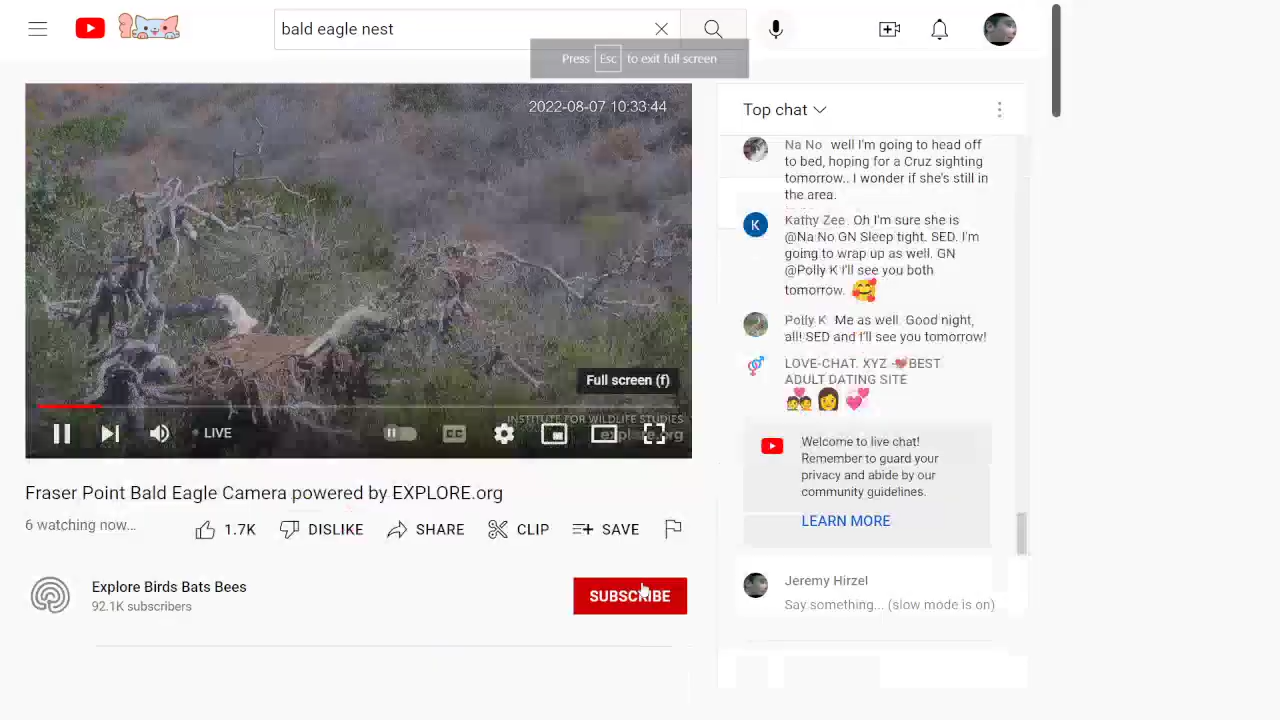 bald eagle nest
Press Esc to exit full screen
2022-08-07 10:33:44
Full screen (f)
INSTITUTE FOR WILDLIFE STUDIES
explore.org
LIVE
CC
Fraser Point Bald Eagle Camera powered by EXPLORE.org
6 watching now...
1.7K
DISLIKE
SHARE
CLIP
SAVE
Explore Birds Bats Bees
92.1K subscribers
SUBSCRIBE
Top chat
Na No well I'm going to head off
to bed, hoping for a Cruz sighting
tomorrow.. I wonder if she's still in
the area.
K
Kathy Zee Oh I'm sure she is
@Na No GN Sleep tight. SED. I'm
going to wrap up as well. GN
@Polly K I'll see you both
tomorrow.
Polly K Me as well. Good night,
all! SED and I'll see you tomorrow!
LOVE-CHAT. XYZ -BEST
ADULT DATING SITE
Welcome to live chat!
Remember to guard your
privacy and abide by our
community guidelines.
LEARN MORE
Jeremy Hirzel
Say something... (slow mode is on)